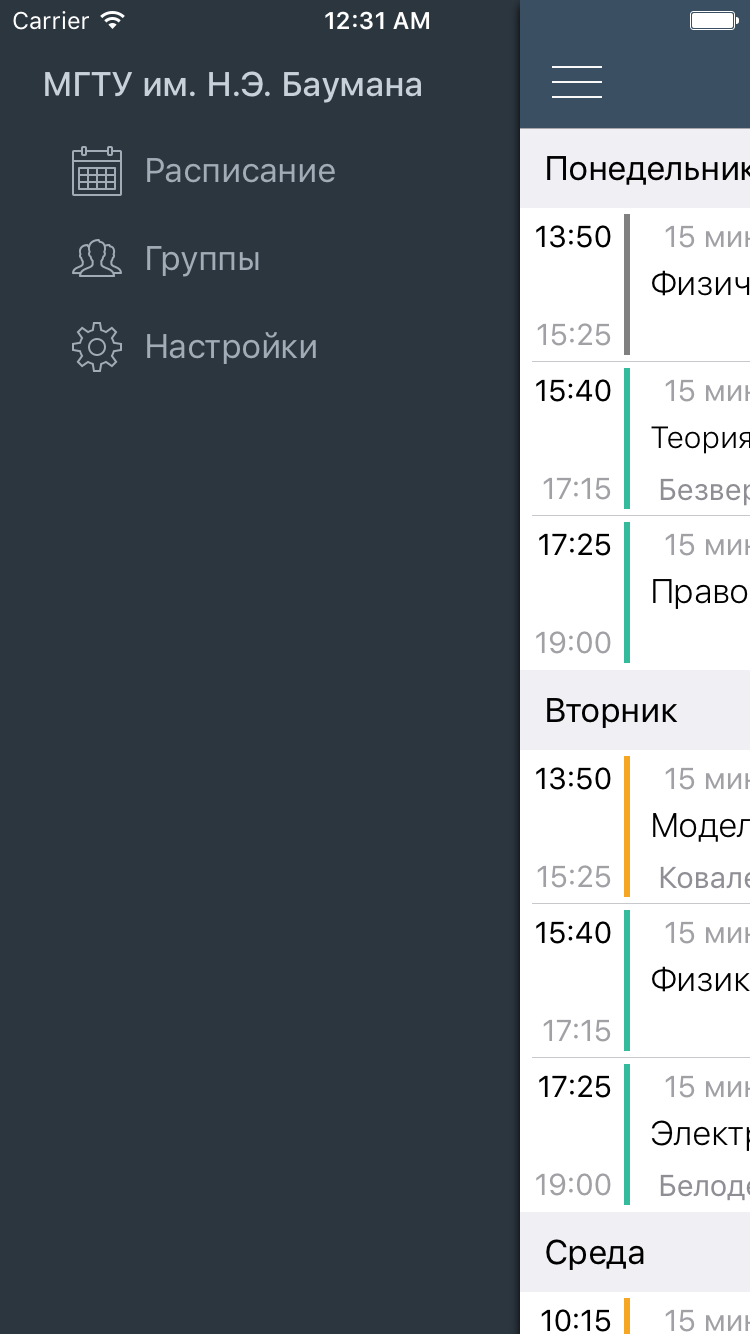 Carrier 12:31 AM
МГТУ им. Н.Э. Баумана
Расписание
Группы
Настройки
Понедельник
13:50 15 мин
Физич
15:25
15:40 15 мин
Теория
17:15 Безвер
17:25 15 мин
Право
19:00
Вторник
13:50 15 мин
Модел
15:25 Ковале
15:40 15 мин
Физик
17:15
17:25 15 мин
Электр
19:00 Белоде
Среда
10:15 15 мин